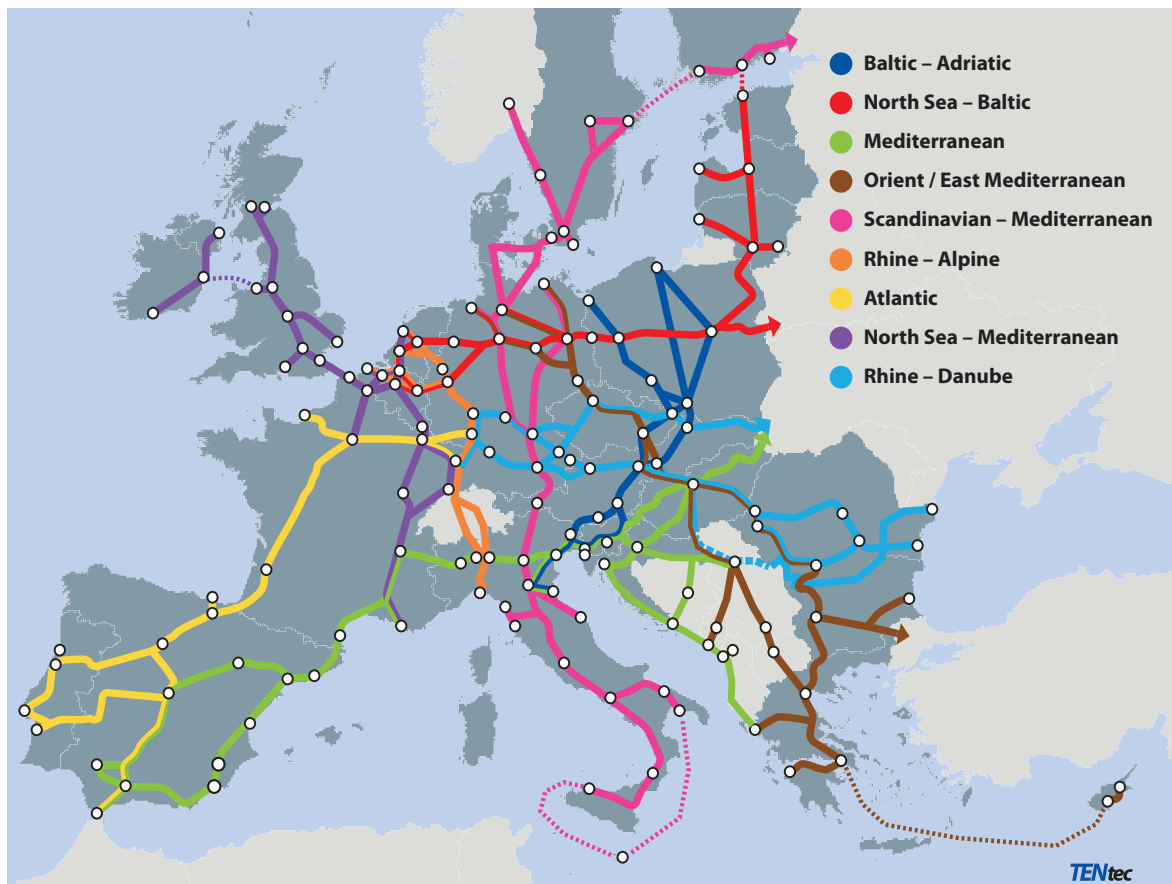 Baltic – Adriatic
North Sea – Baltic
Mediterranean
Orient / East Mediterranean
Scandinavian – Mediterranean
Rhine – Alpine
Atlantic
North Sea – Mediterranean
Rhine – Danube
TENtec